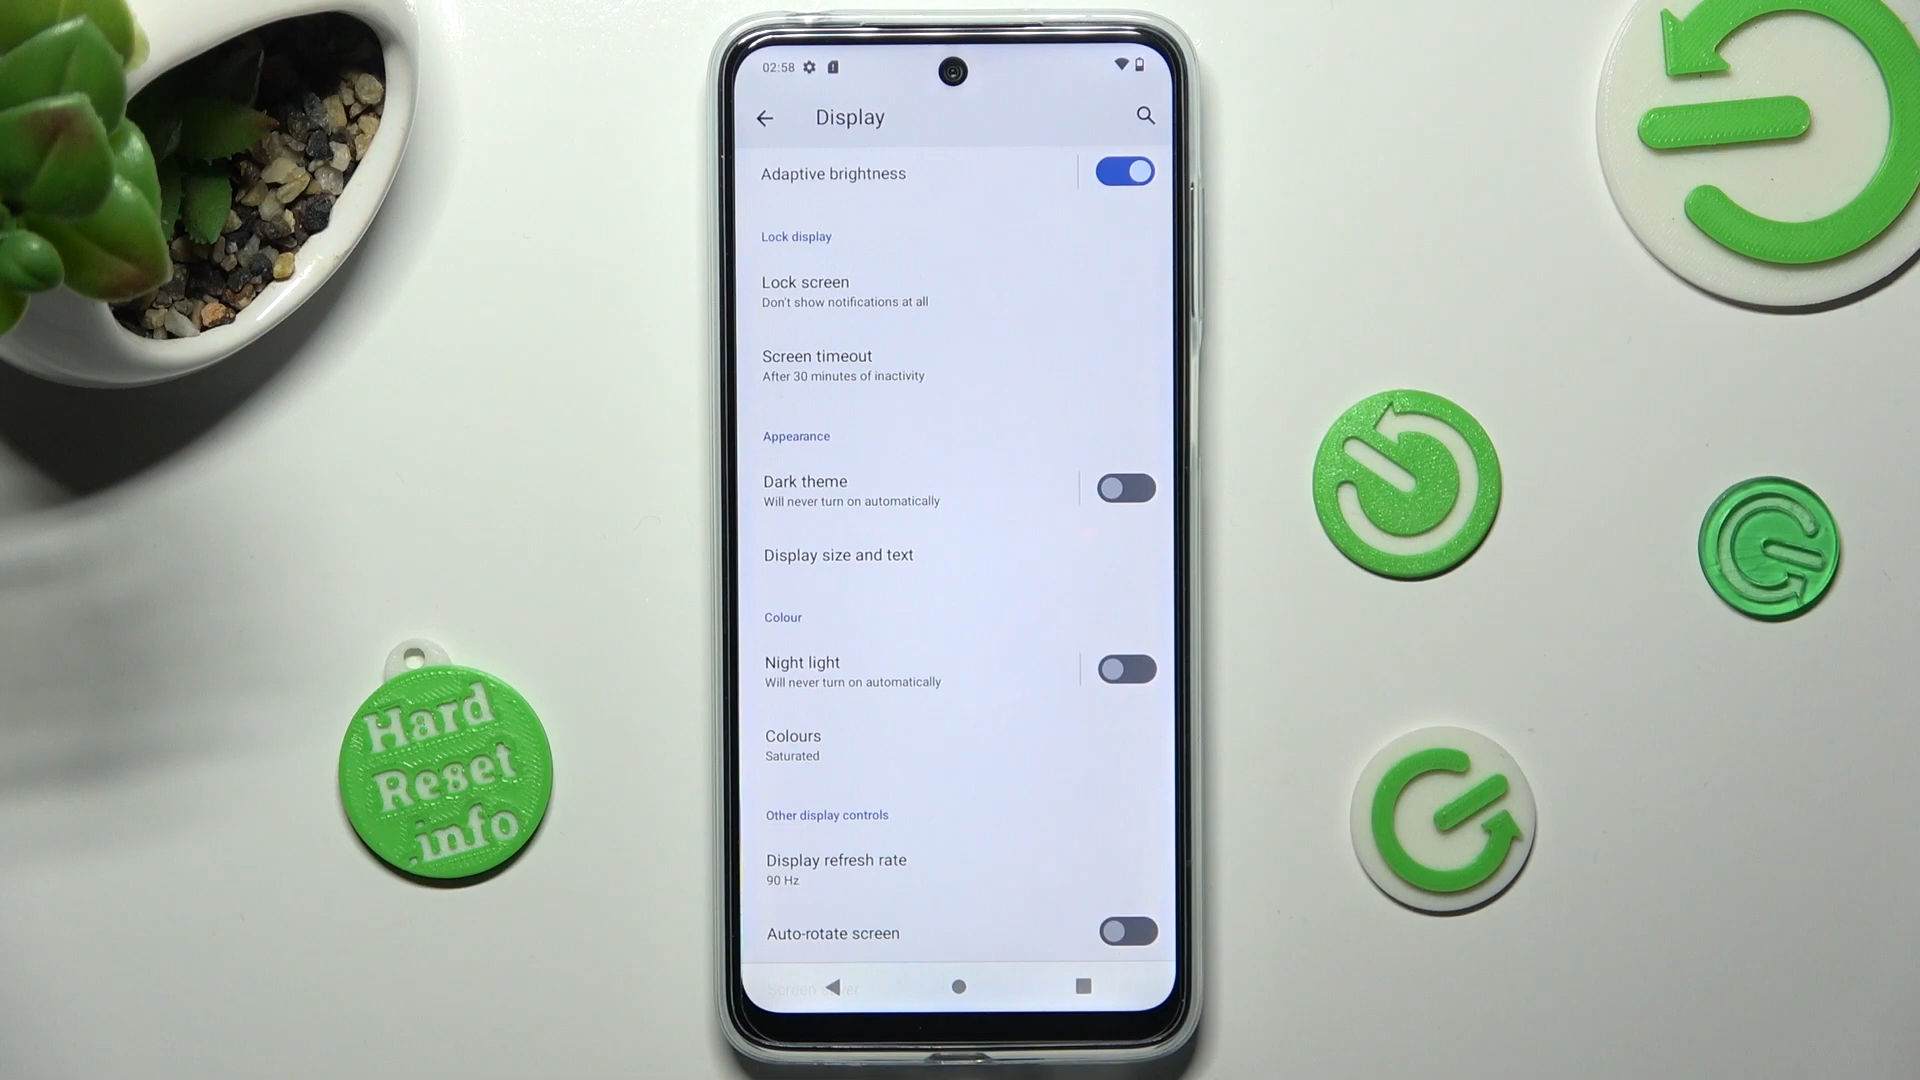 02:58
Display
Adaptive brightness
Lock display
Lock screen
Don't show notifications at all
Screen timeout
After 30 minutes of inactivity
Appearance
Dark theme
Will never turn on automatically
Display size and text
Colour
Night light
Will never turn on automatically
Colours
Saturated
Other display controls
Display refresh rate
90 Hz
Auto-rotate screen
Screen saver
Hard
Reset
.info